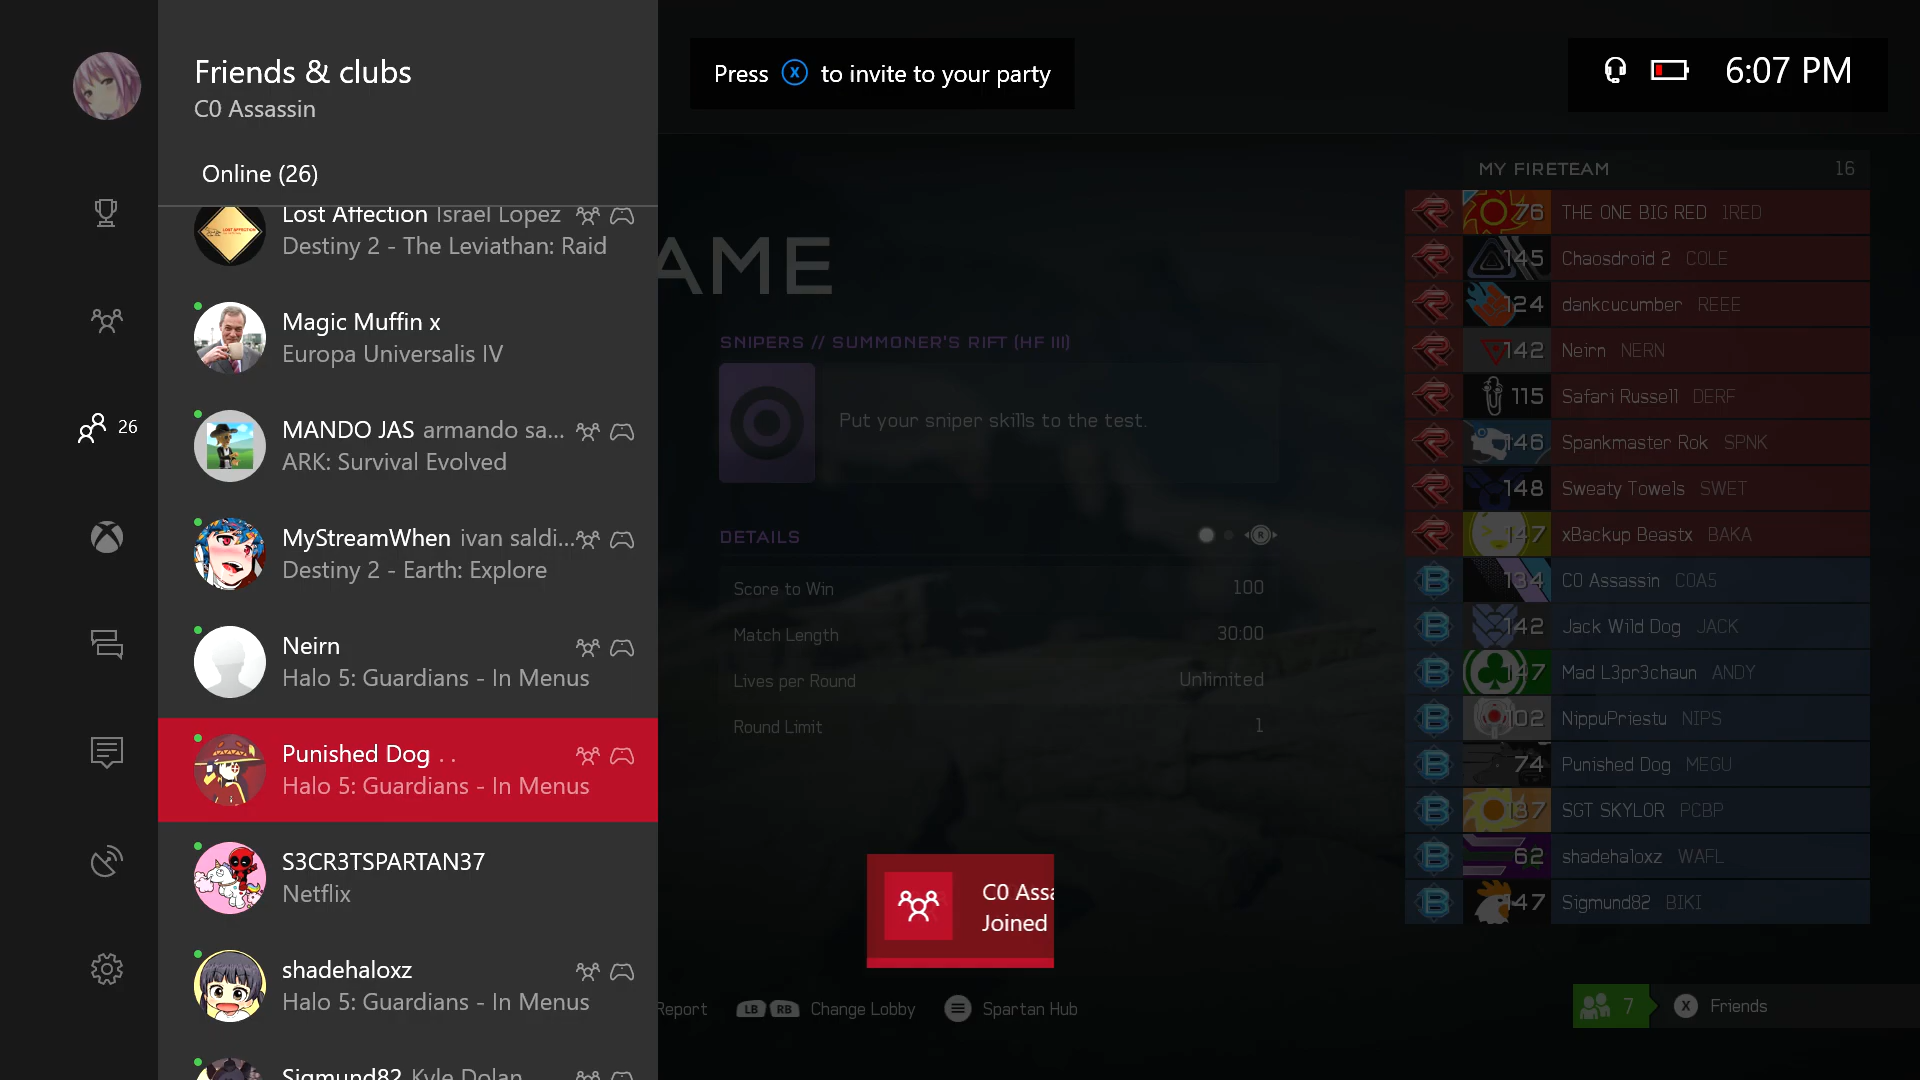 Friends & clubs
C0 Assassin
Online (26)
Lost Affection Israel Lopez
Destiny 2 - The Leviathan: Raid
Magic Muffin x
Europa Universalis IV
26
MANDO JAS armando sa...
ARK: Survival Evolved
MyStreamWhen ivan saldi...
Destiny 2 - Earth: Explore
Neirn
Halo 5: Guardians - In Menus
Punished Dog . .
Halo 5: Guardians - In Menus
S3CR3TSPARTAN37
Netflix
shadehaloxz
Halo 5: Guardians - In Menus
Sigmund82 Kyle Dolan
Press X to invite to your party
6:07 PM
AME
SNIPERS // SUMMONER'S RIFT (HF III)
Put your sniper skills to the test.
DETAILS
R
Score to Win 100
Match Length 30:00
Lives per Round Unlimited
Round Limit 1
C0 Assa
Joined
Report LB RB Change Lobby Spartan Hub
MY FIRETEAM 16
R 76 THE ONE BIG RED 1RED
R 145 Chaosdroid 2 COLE
R 124 dankcucumber REEE
R 142 Neirn NERN
R 115 Safari Russell DERF
R 146 Spankmaster Rok SPNK
R 148 Sweaty Towels SWET
R 147 xBackup Beastx BAKA
B 134 C0 Assassin C0A5
B 142 Jack Wild Dog JACK
B 147 Mad L3pr3chaun ANDY
B 102 NippuPriestu NIPS
B 74 Punished Dog MEGU
B 137 SGT SKYLOR PCBP
B 62 shadehaloxz WAFL
B 147 Sigmund82 BIKI
7 X Friends